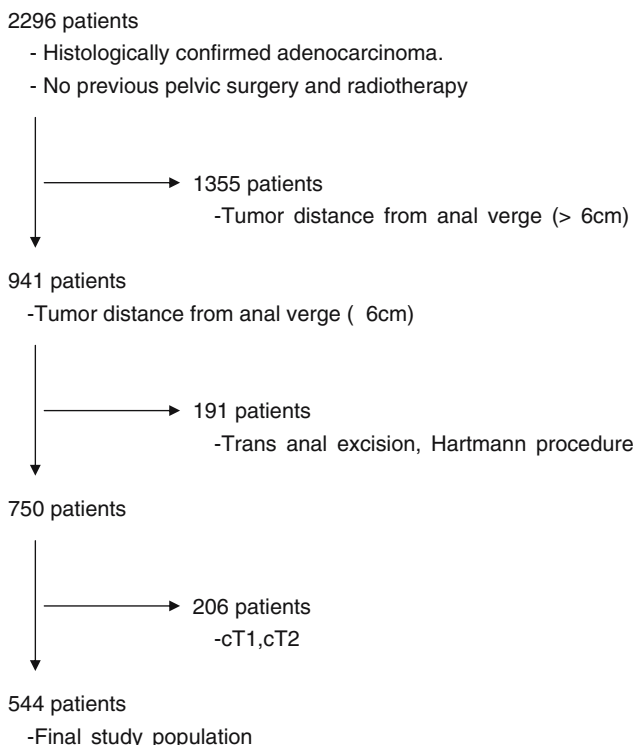 2296 patients
- Histologically confirmed adenocarcinoma.
- No previous pelvic surgery and radiotherapy
1355 patients
-Tumor distance from anal verge (> 6cm)
941 patients
-Tumor distance from anal verge ( 6cm)
191 patients
-Trans anal excision, Hartmann procedure
750 patients
206 patients
-cT1,cT2
544 patients
-Final study population